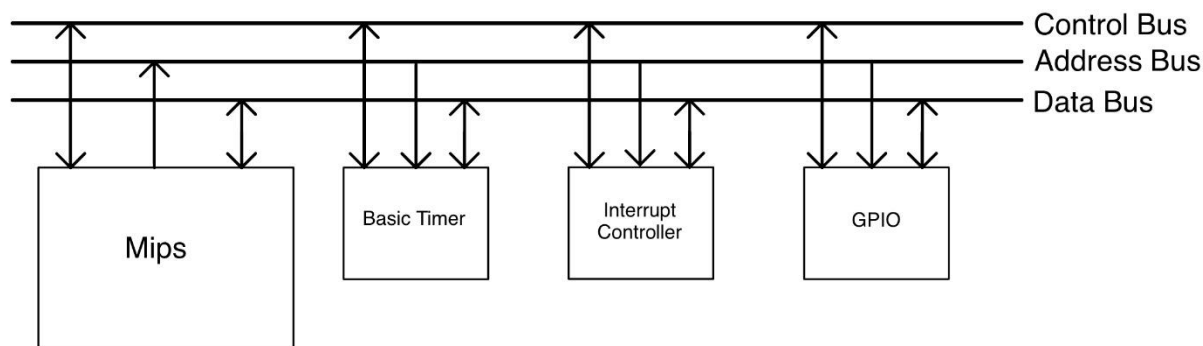 Control Bus
Address Bus
Data Bus
Mips
Basic Timer
Interrupt
Controller
GPIO